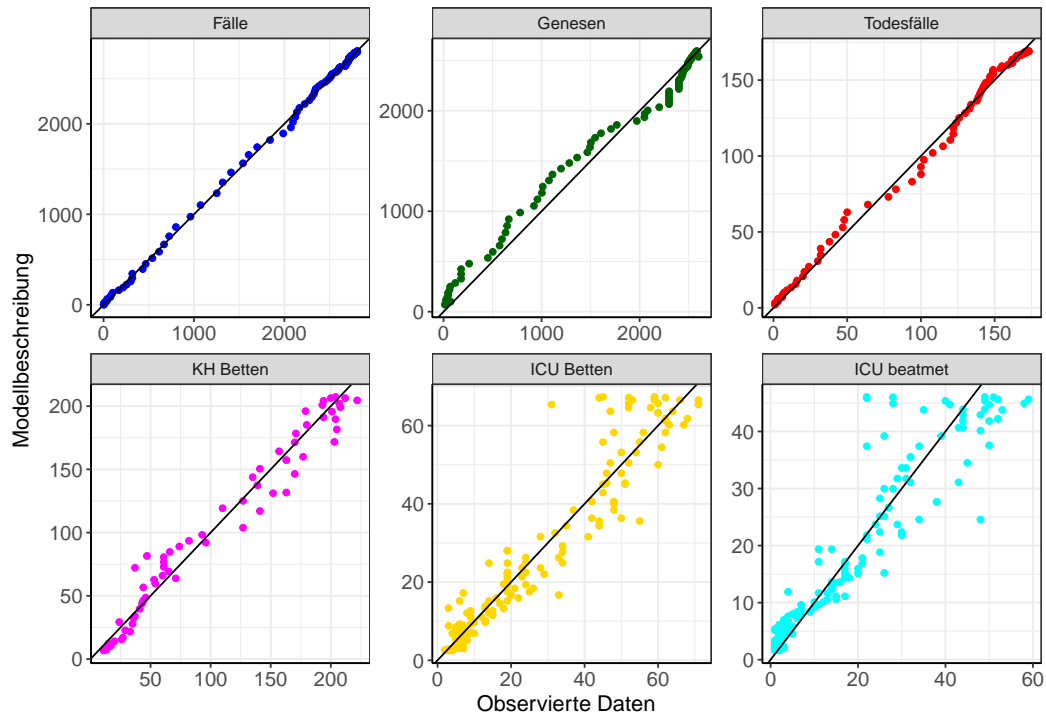 Fälle Genesen Todesfälle
2000
1000
0
0 1000 2000
2000
1000
0
0 1000 2000
150
100
50
0
0 50 100 150
Modellbeschreibung
KH Betten ICU Betten ICU beatmet
200
150
100
50
0
50 100 150 200
60
40
20
0
0 20 40 60
40
30
20
10
0
0 20 40 60
Observierte Daten